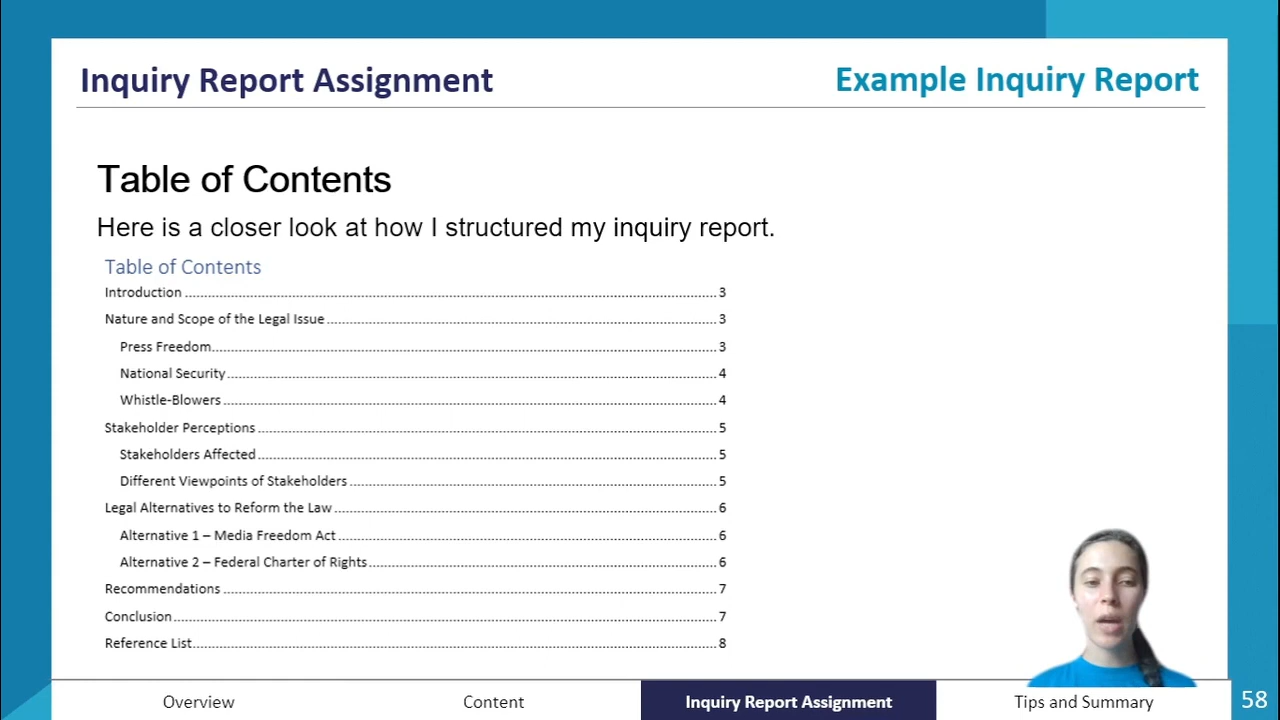 Inquiry Report Assignment
Example Inquiry Report
Table of Contents
Here is a closer look at how I structured my inquiry report.
Table of Contents
Introduction ........ 3
Nature and Scope of the Legal Issue ........ 3
Press Freedom ........ 3
National Security ........ 4
Whistle-Blowers ........ 4
Stakeholder Perceptions ........ 5
Stakeholders Affected ........ 5
Different Viewpoints of Stakeholders ........ 5
Legal Alternatives to Reform the Law ........ 6
Alternative 1 – Media Freedom Act ........ 6
Alternative 2 – Federal Charter of Rights ........ 6
Recommendations ........ 7
Conclusion ........ 7
Reference List ........ 8
Overview
Content
Inquiry Report Assignment
Tips and Summary
58